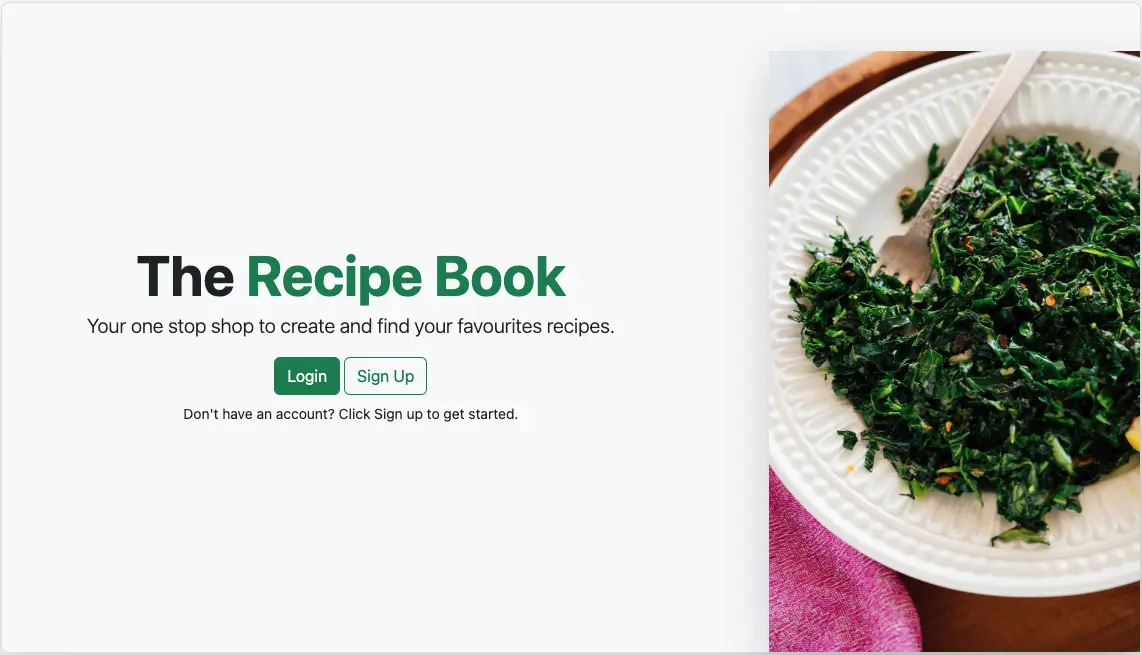 The Recipe Book
Your one stop shop to create and find your favourites recipes.
Login Sign Up
Don't have an account? Click Sign up to get started.